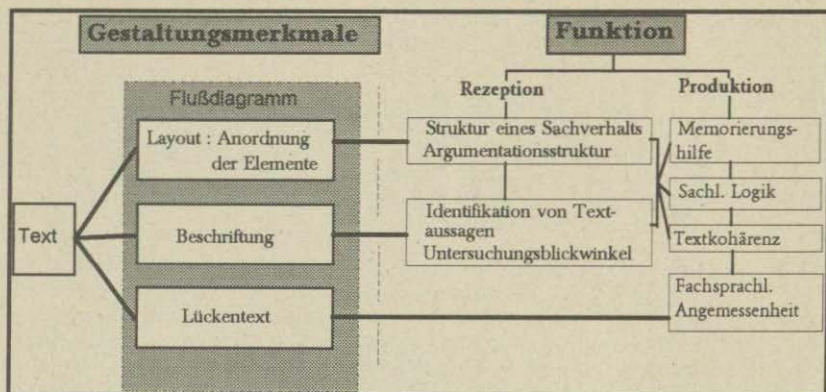 Gestaltungsmerkmale
Funktion
Rezeption
Produktion
Flußdiagramm
Text
Layout : Anordnung
der Elemente
Beschriftung
Lückentext
Struktur eines Sachverhalts
Argumentationsstruktur
Identifikation von Text-
aussagen
Untersuchungsblickwinkel
Memorierungs-
hilfe
Sachl. Logik
Textkohärenz
Fachsprachl.
Angemessenheit